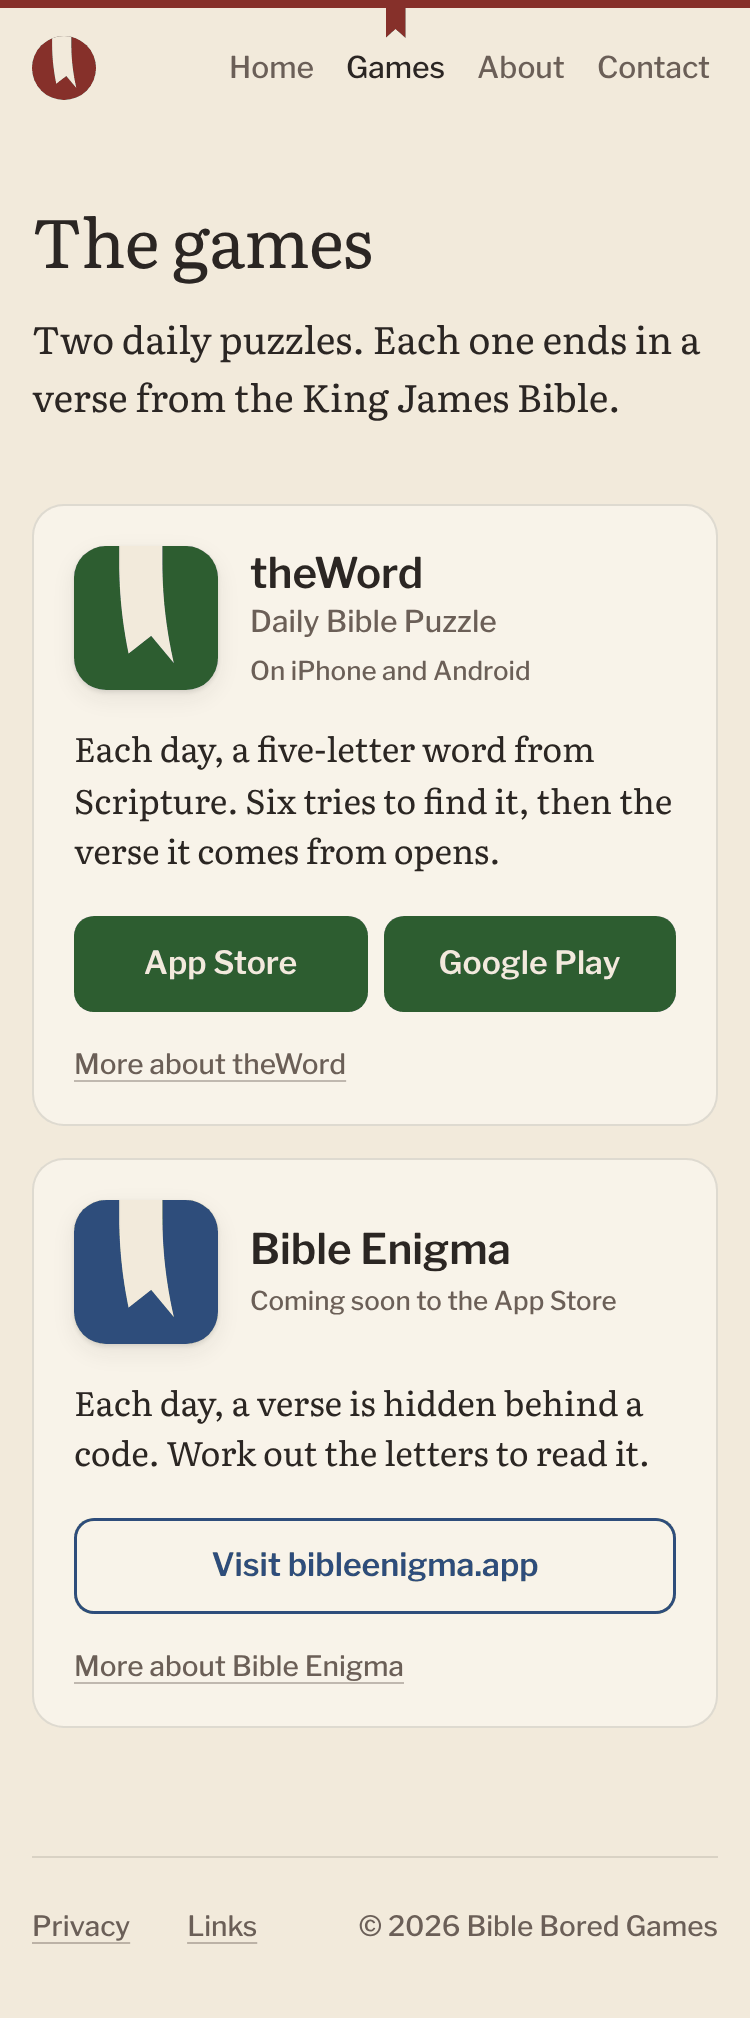 Home Games About Contact
The games
Two daily puzzles. Each one ends in a
verse from the King James Bible.
theWord
Daily Bible Puzzle
On iPhone and Android
Each day, a five-letter word from
Scripture. Six tries to find it, then the
verse it comes from opens.
App Store Google Play
More about theWord
Bible Enigma
Coming soon to the App Store
Each day, a verse is hidden behind a
code. Work out the letters to read it.
Visit bibleenigma.app
More about Bible Enigma
Privacy Links © 2026 Bible Bored Games